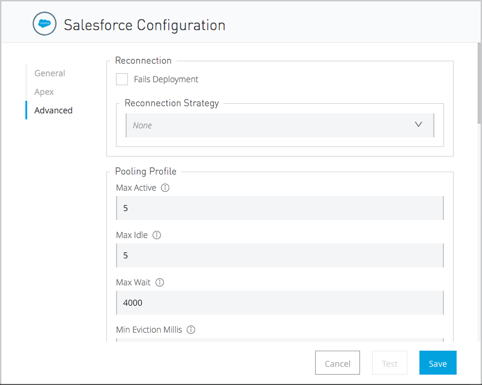 Salesforce Configuration
General
Apex
Advanced
Reconnection
Fails Deployment
Reconnection Strategy
None
Pooling Profile
Max Active
5
Max Idle
5
Max Wait
4000
Min Eviction Millis
Cancel
Test
Save